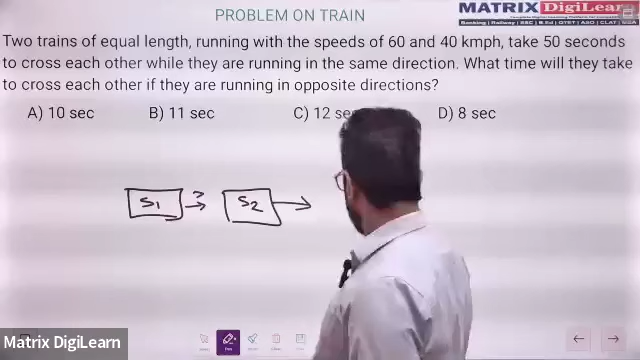 PROBLEM ON TRAIN
MATRIX DigiLearn
Two trains of equal length, running with the speeds of 60 and 40 kmph, take 50 seconds
to cross each other while they are running in the same direction. What time will they take
to cross each other if they are running in opposite directions?
A) 10 sec B) 11 sec C) 12 se D) 8 sec
S1 S2
Matrix DigiLearn